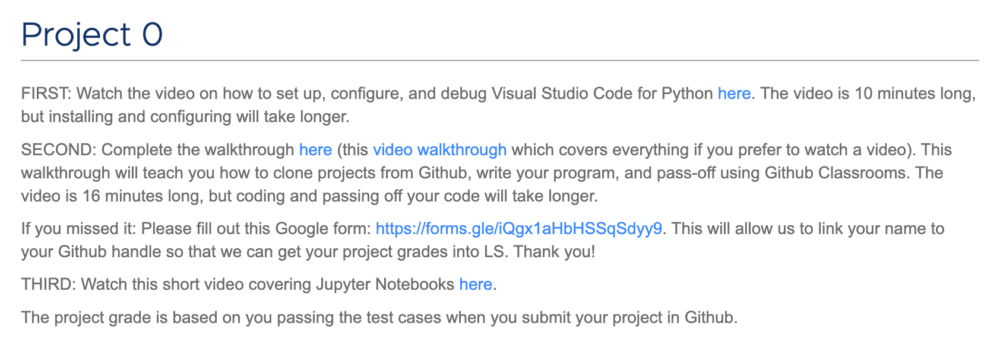 Project 0
FIRST: Watch the video on how to set up, configure, and debug Visual Studio Code for Python here. The video is 10 minutes long,
but installing and configuring will take longer.
SECOND: Complete the walkthrough here (this video walkthrough which covers everything if you prefer to watch a video). This
walkthrough will teach you how to clone projects from Github, write your program, and pass-off using Github Classrooms. The
video is 16 minutes long, but coding and passing off your code will take longer.
If you missed it: Please fill out this Google form: https://forms.gle/iQgx1aHbHSSqSdyy9. This will allow us to link your name to
your Github handle so that we can get your project grades into LS. Thank you!
THIRD: Watch this short video covering Jupyter Notebooks here.
The project grade is based on you passing the test cases when you submit your project in Github.